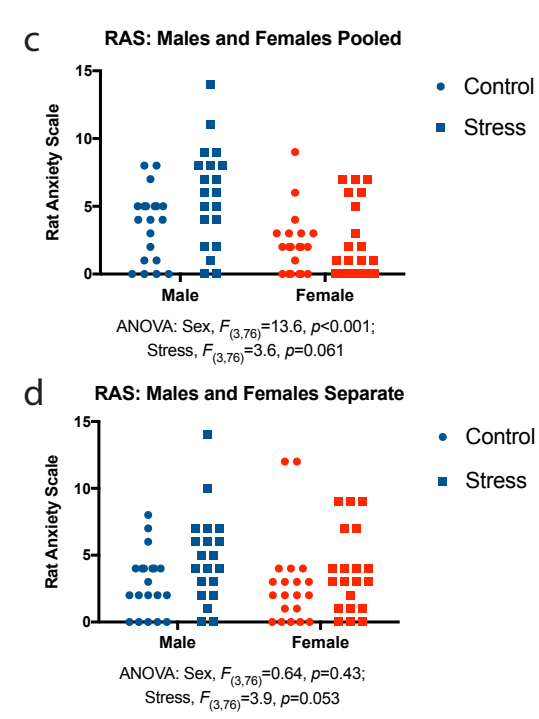 c
RAS: Males and Females Pooled
15
10
5
0
Rat Anxiety Scale
Male
Female
Control
Stress
ANOVA: Sex, F(3,76)=13.6, p<0.001;
Stress, F(3,76)=3.6, p=0.061
d
RAS: Males and Females Separate
15
10
5
0
Rat Anxiety Scale
Male
Female
Control
Stress
ANOVA: Sex, F(3,76)=0.64, p=0.43;
Stress, F(3,76)=3.9, p=0.053